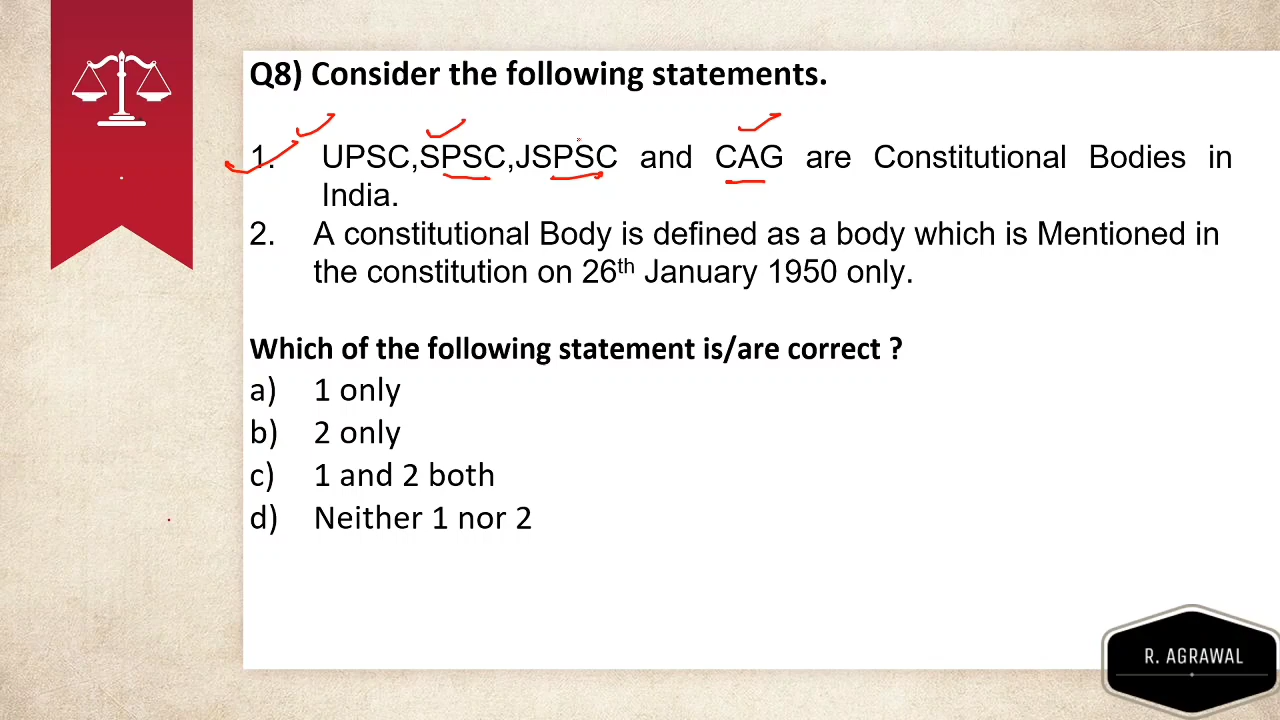 Q8) Consider the following statements.
1. UPSC,SPSC,JSPSC and CAG are Constitutional Bodies in
India.
2. A constitutional Body is defined as a body which is Mentioned in
the constitution on 26th January 1950 only.
Which of the following statement is/are correct ?
a) 1 only
b) 2 only
c) 1 and 2 both
d) Neither 1 nor 2
R. AGRAWAL